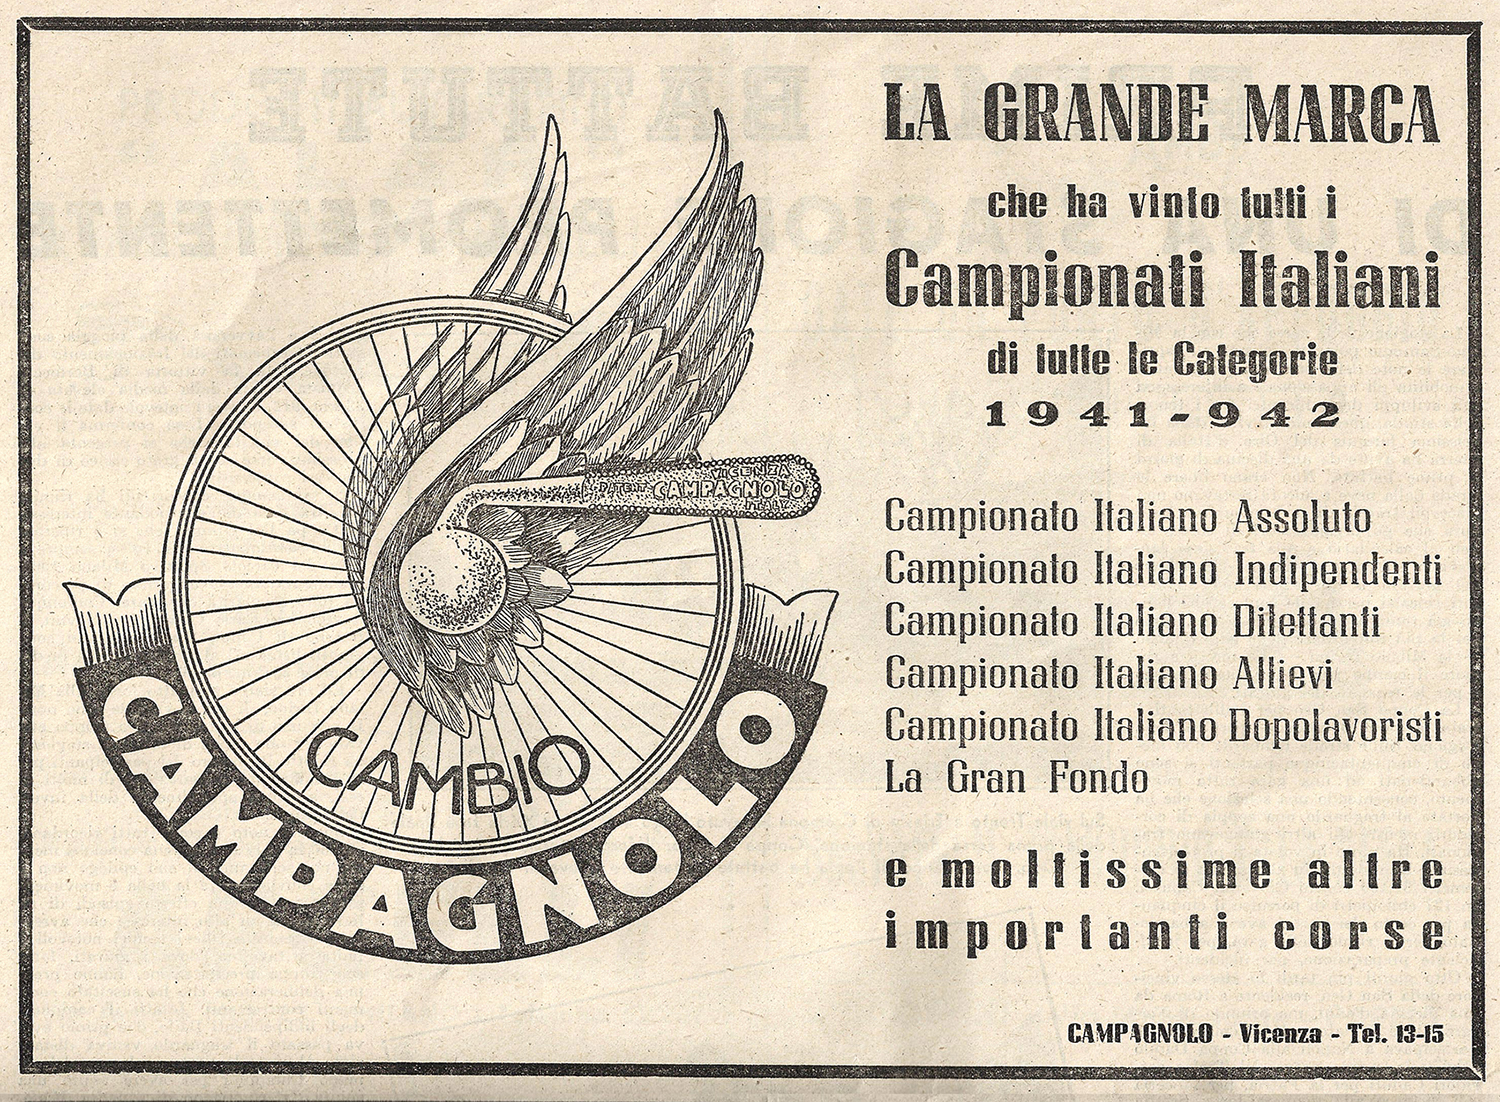 LA GRANDE MARCA
che ha vinto tutti i
Campionati Italiani
di tutte le Categorie
1941-942
VICENZA
PATENT CAMPAGNOLO
ITALY
CAMBIO
CAMPAGNOLO
Campionato Italiano Assoluto
Campionato Italiano Indipendenti
Campionato Italiano Dilettanti
Campionato Italiano Allievi
Campionato Italiano Dopolavoristi
La Gran Fondo
e moltissime altre
importanti corse
CAMPAGNOLO - Vicenza - Tel. 13-15